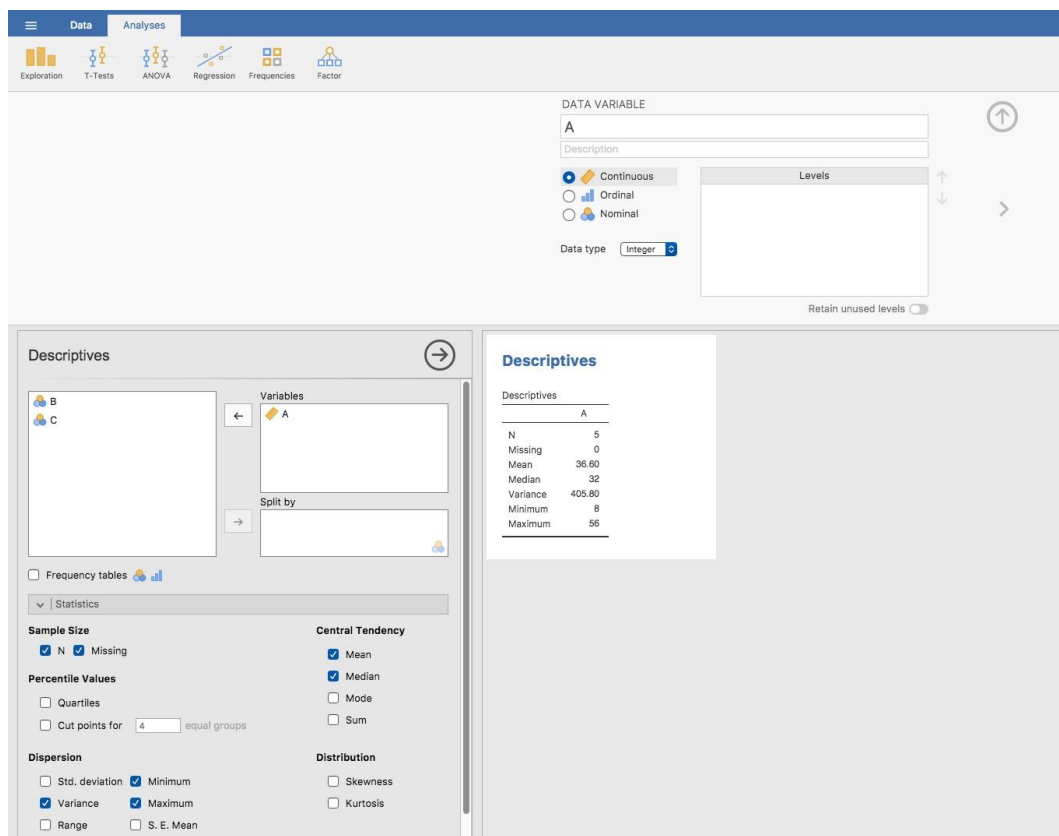 Data Analyses
Exploration T-Tests ANOVA Regression Frequencies Factor
DATA VARIABLE
A
Description
Continuous
Ordinal
Nominal
Levels
Data type Integer
Retain unused levels
Descriptives
B
C
Variables
A
Split by
Frequency tables
Statistics
Sample Size
N Missing
Percentile Values
Quartiles
Cut points for 4 equal groups
Central Tendency
Mean
Median
Mode
Sum
Dispersion
Std. deviation Minimum
Variance Maximum
Range S. E. Mean
Distribution
Skewness
Kurtosis
Descriptives
Descriptives
A
N 5
Missing 0
Mean 36.60
Median 32
Variance 405.80
Minimum 8
Maximum 56